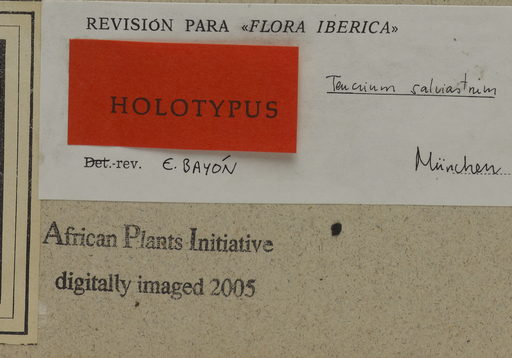 REVISIÓN PARA «FLORA IBERICA»
Teucrium salviastrum
HOLOTYPUS
Det.-rev. E. BAYÓN
München
African Plants Initiative
digitally imaged 2005